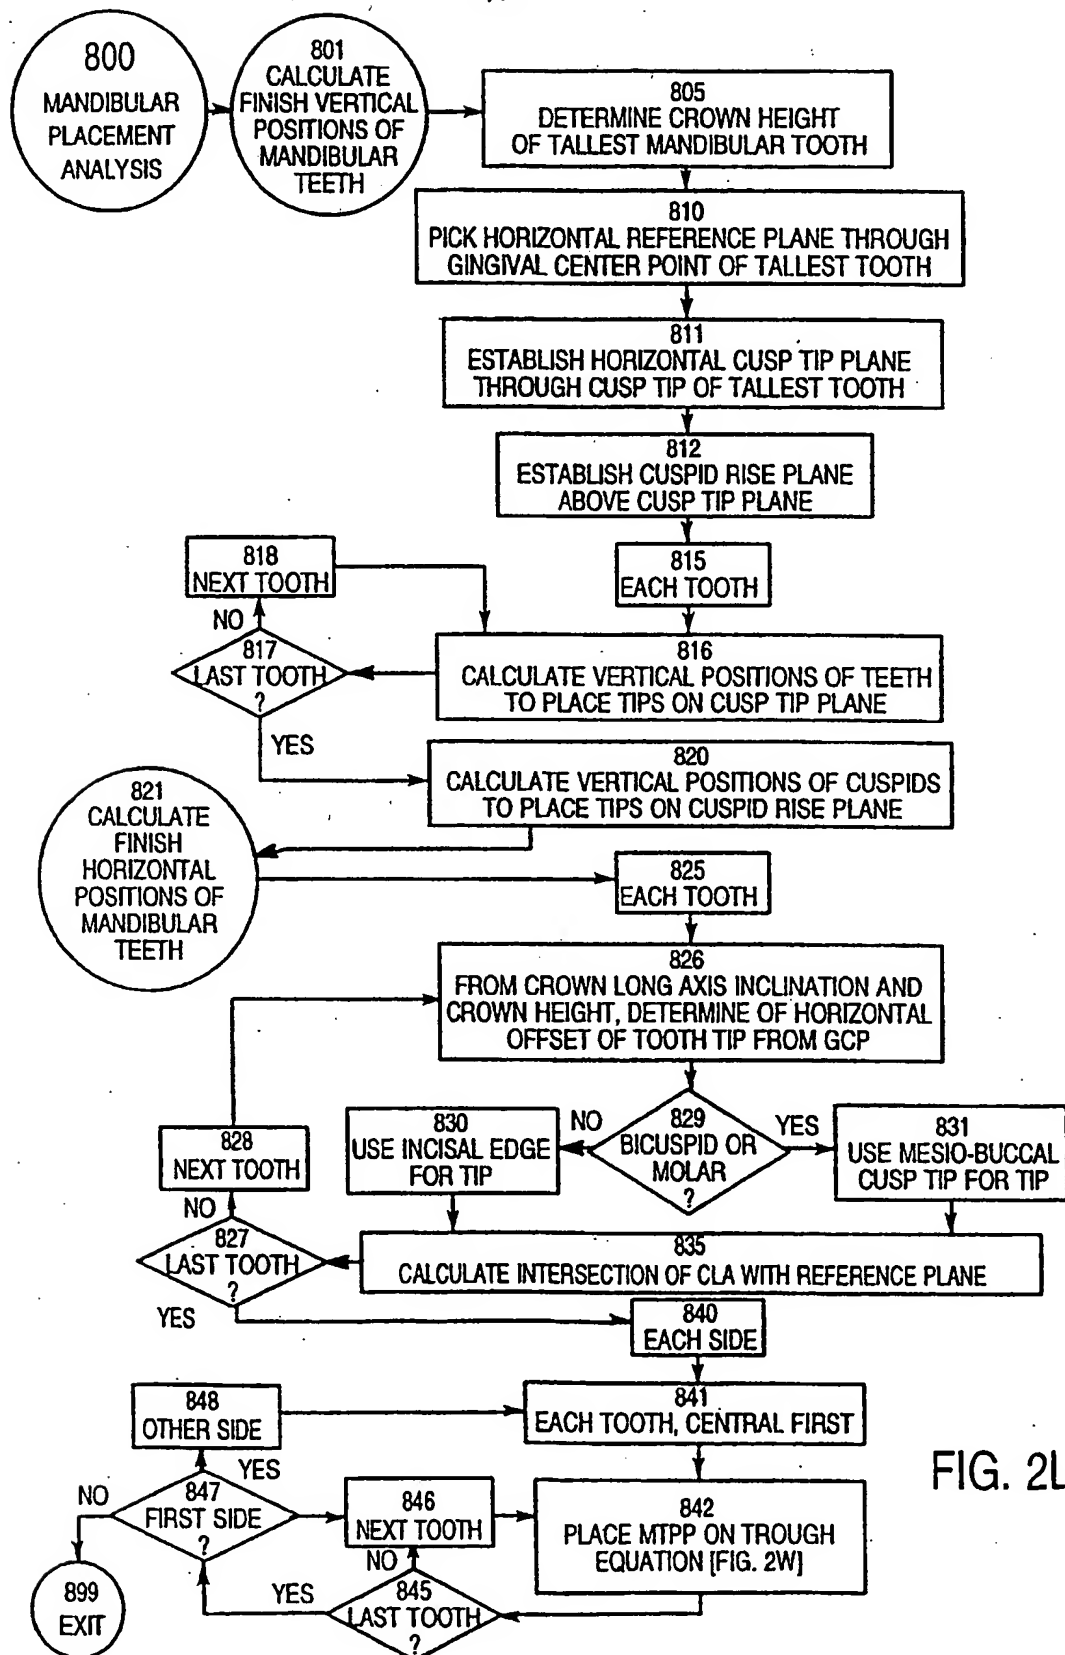 800
MANDIBULAR
PLACEMENT
ANALYSIS
801
CALCULATE
FINISH VERTICAL
POSITIONS OF
MANDIBULAR
TEETH
805
DETERMINE CROWN HEIGHT
OF TALLEST MANDIBULAR TOOTH
810
PICK HORIZONTAL REFERENCE PLANE THROUGH
GINGIVAL CENTER POINT OF TALLEST TOOTH
811
ESTABLISH HORIZONTAL CUSP TIP PLANE
THROUGH CUSP TIP OF TALLEST TOOTH
812
ESTABLISH CUSPID RISE PLANE
ABOVE CUSP TIP PLANE
815
EACH TOOTH
818
NEXT TOOTH
NO
817
LAST TOOTH
?
YES
816
CALCULATE VERTICAL POSITIONS OF TEETH
TO PLACE TIPS ON CUSP TIP PLANE
820
CALCULATE VERTICAL POSITIONS OF CUSPIDS
TO PLACE TIPS ON CUSPID RISE PLANE
821
CALCULATE
FINISH
HORIZONTAL
POSITIONS OF
MANDIBULAR
TEETH
825
EACH TOOTH
826
FROM CROWN LONG AXIS INCLINATION AND
CROWN HEIGHT, DETERMINE OF HORIZONTAL
OFFSET OF TOOTH TIP FROM GCP
829
BICUSPID OR
MOLAR
?
NO
YES
830
USE INCISAL EDGE
FOR TIP
831
USE MESIO-BUCCAL
CUSP TIP FOR TIP
828
NEXT TOOTH
NO
827
LAST TOOTH
?
YES
835
CALCULATE INTERSECTION OF CLA WITH REFERENCE PLANE
840
EACH SIDE
848
OTHER SIDE
841
EACH TOOTH, CENTRAL FIRST
YES
NO
847
FIRST SIDE
?
846
NEXT TOOTH
842
PLACE MTPP ON TROUGH
EQUATION [FIG. 2W]
NO
YES
845
LAST TOOTH
?
899
EXIT
FIG. 2L